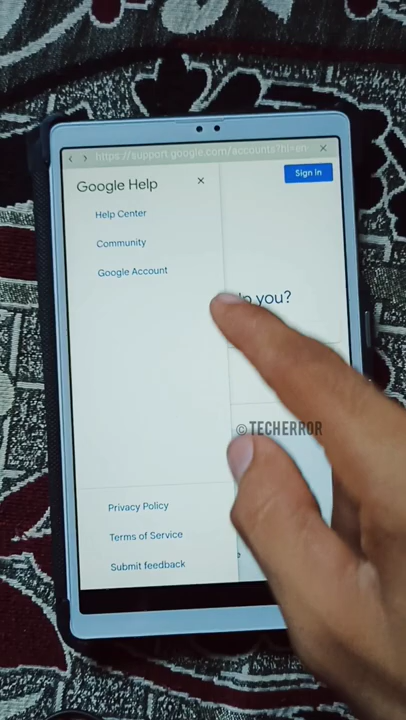 https://support.google.com/accounts?hl=en
Google Help
Sign In
Help Center
Community
Google Account
you?
©TECHERROR
Privacy Policy
Terms of Service
Submit feedback